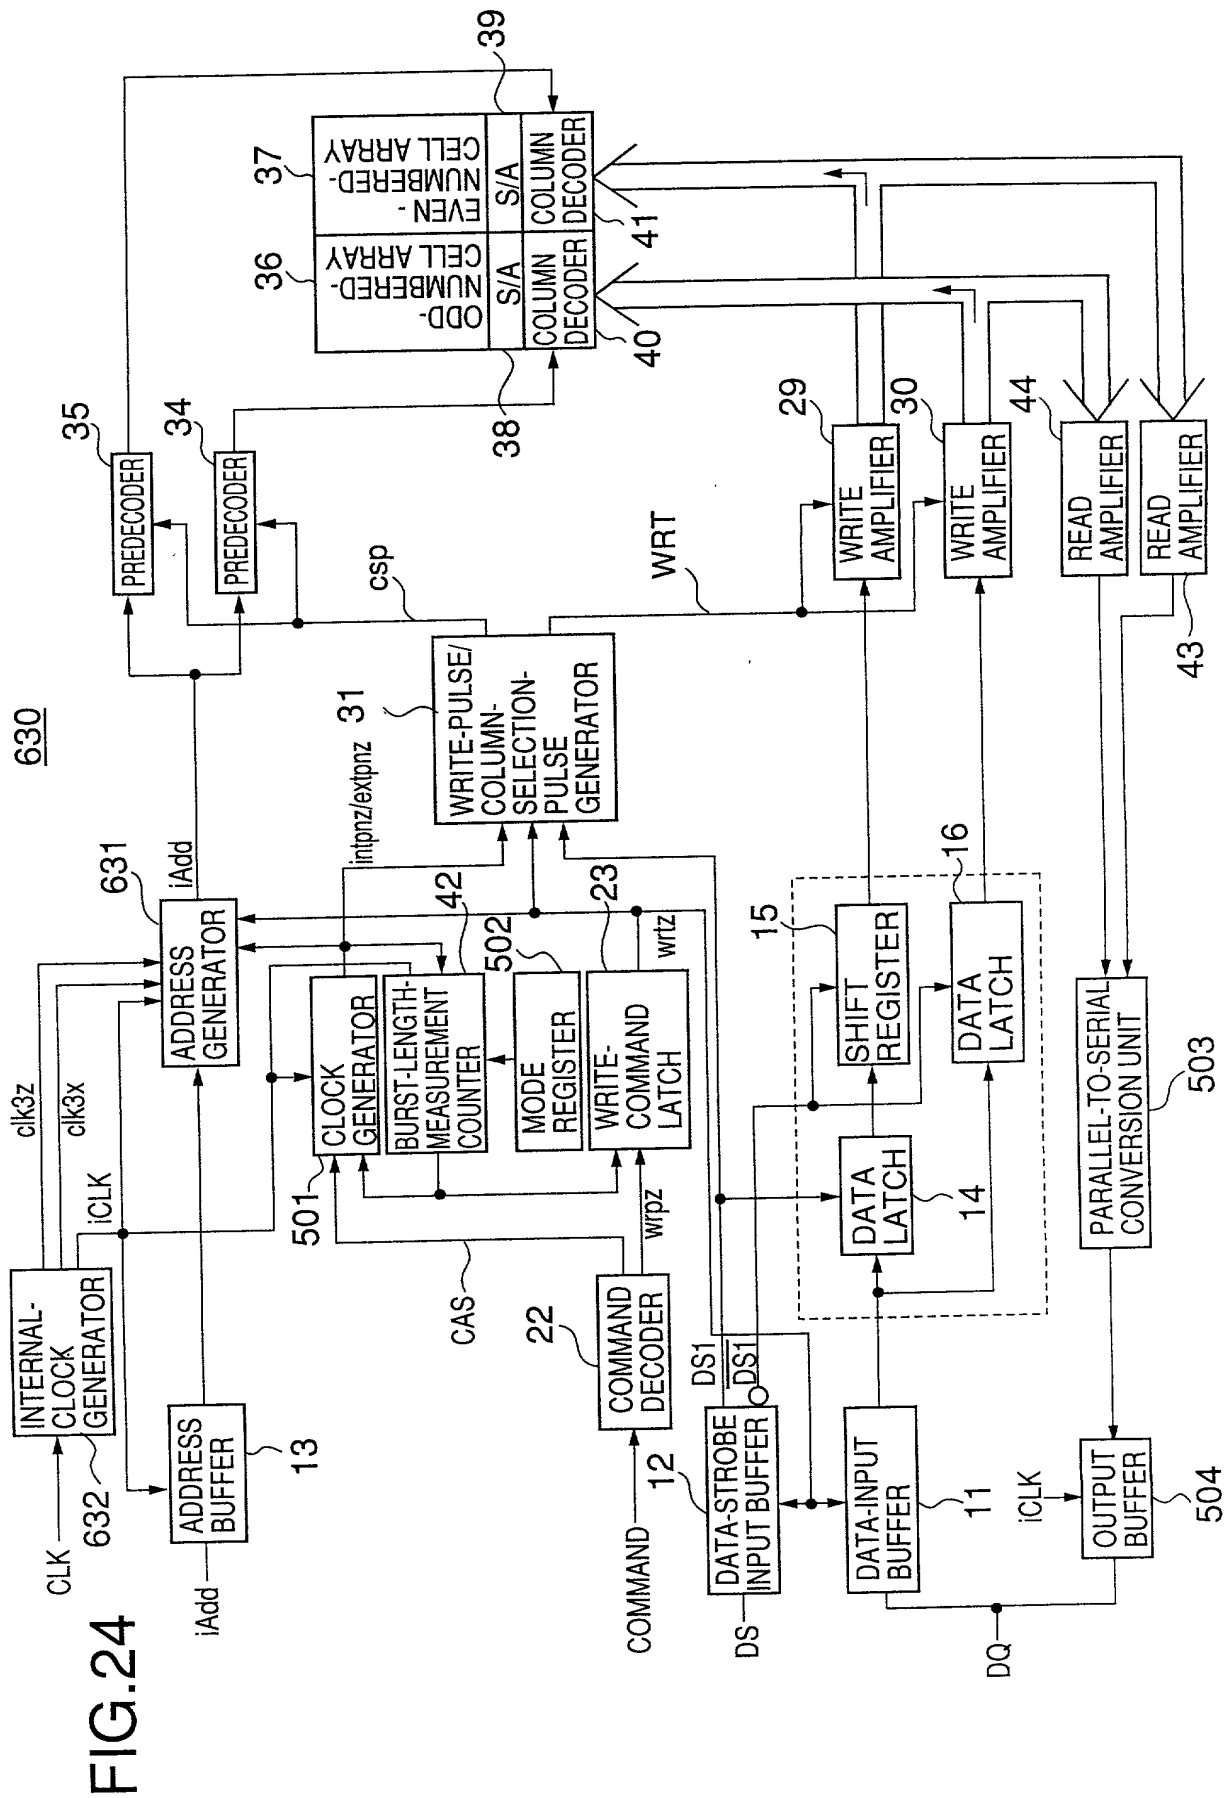 FIG.24
630
CLK
INTERNAL-
CLOCK
GENERATOR
632
clk3z
clk3x
iCLK
iAdd
ADDRESS
BUFFER
13
ADDRESS
GENERATOR
631
iAdd
PREDECODER
35
PREDECODER
34
CLOCK
GENERATOR
501
intpnz/extpnz
BURST-LENGTH-
MEASUREMENT
COUNTER
42
MODE
REGISTER
502
WRITE-
COMMAND
LATCH
23
wrtz
CAS
wrpz
COMMAND
COMMAND
DECODER
22
WRITE-PULSE/
COLUMN-
SELECTION-
PULSE
GENERATOR
31
csp
WRT
ODD-
NUMBERED-
CELL ARRAY
36
EVEN-
NUMBERED-
CELL ARRAY
37
S/A
38
S/A
39
COLUMN
DECODER
40
COLUMN
DECODER
41
DS
DATA-STROBE
INPUT BUFFER
12
DS1
DS1
DQ
DATA-INPUT
BUFFER
11
DATA
LATCH
14
SHIFT
REGISTER
15
DATA
LATCH
16
WRITE
AMPLIFIER
29
WRITE
AMPLIFIER
30
READ
AMPLIFIER
44
READ
AMPLIFIER
43
PARALLEL-TO-SERIAL
CONVERSION UNIT
503
iCLK
OUTPUT
BUFFER
504